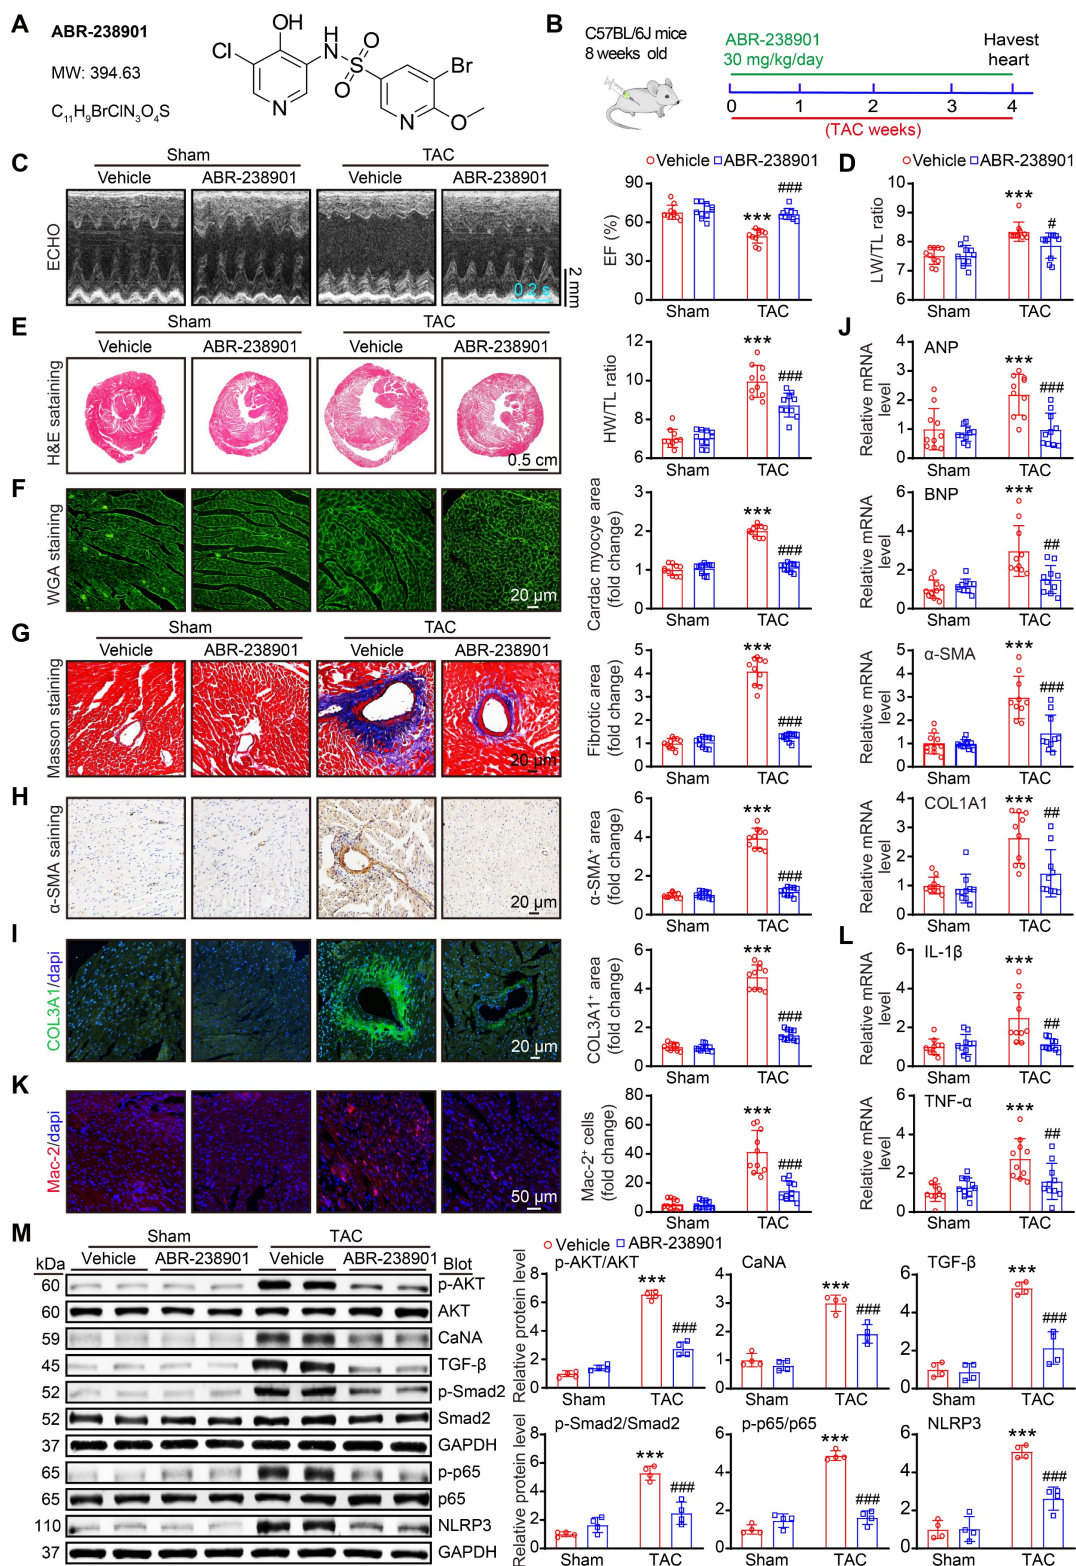 A
ABR-238901
MW: 394.63
C11H9BrClN3O4S
OH
Cl
H
N
O
S
O
Br
N
N
O
B
C57BL/6J mice
8 weeks old
ABR-238901
30 mg/kg/day
Havest
heart
0 1 2 3 4
(TAC weeks)
C
Sham TAC
Vehicle ABR-238901 Vehicle ABR-238901
ECHO
0.2 s
2 mm
Vehicle ABR-238901
EF (%)
90
60
30
0
***
###
Sham TAC
D
Vehicle ABR-238901
LW/TL ratio
10
9
8
7
6
***
#
Sham TAC
E
Sham TAC
Vehicle ABR-238901 Vehicle ABR-238901
H&E sataining
0.5 cm
HW/TL ratio
12
10
8
6
***
###
Sham TAC
J
ANP
Relative mRNA
level
4
3
2
1
0
***
###
Sham TAC
F
WGA staining
20 µm
Cardac myocye area
(fold change)
3
2
1
0
***
###
Sham TAC
BNP
Relative mRNA
level
6
4
2
0
***
##
Sham TAC
G
Sham TAC
Vehicle ABR-238901 Vehicle ABR-238901
Masson staining
20 µm
Fibrotic area
(fold change)
5
4
3
2
1
0
***
###
Sham TAC
α-SMA
Relative mRNA
level
5
4
3
2
1
0
***
###
Sham TAC
H
α-SMA saining
20 µm
α-SMA+ area
(fold change)
6
4
2
0
***
###
Sham TAC
COL1A1
Relative mRNA
level
4
3
2
1
0
***
##
Sham TAC
I
COL3A1/dapi
20 µm
COL3A1+ area
(fold change)
6
4
2
0
***
###
Sham TAC
L
IL-1β
Relative mRNA
level
6
4
2
0
***
##
Sham TAC
K
Mac-2/dapi
50 µm
Mac-2+ cells
(fold change)
80
60
40
20
0
***
###
Sham TAC
TNF-α
Relative mRNA
level
6
4
2
0
***
##
Sham TAC
M
Sham TAC
kDa Vehicle ABR-238901 Vehicle ABR-238901 Blot
60 p-AKT
60 AKT
59 CaNA
45 TGF-β
52 p-Smad2
52 Smad2
37 GAPDH
65 p-p65
65 p65
110 NLRP3
37 GAPDH
Vehicle ABR-238901
p-AKT/AKT
Relative protein level
8
6
4
2
0
***
###
Sham TAC
CaNA
4
3
2
1
0
***
###
Sham TAC
TGF-β
6
4
2
0
***
###
Sham TAC
p-Smad2/Smad2
Relative protein level
8
6
4
2
0
***
###
Sham TAC
p-p65/p65
6
4
2
0
***
###
Sham TAC
NLRP3
6
4
2
0
***
###
Sham TAC